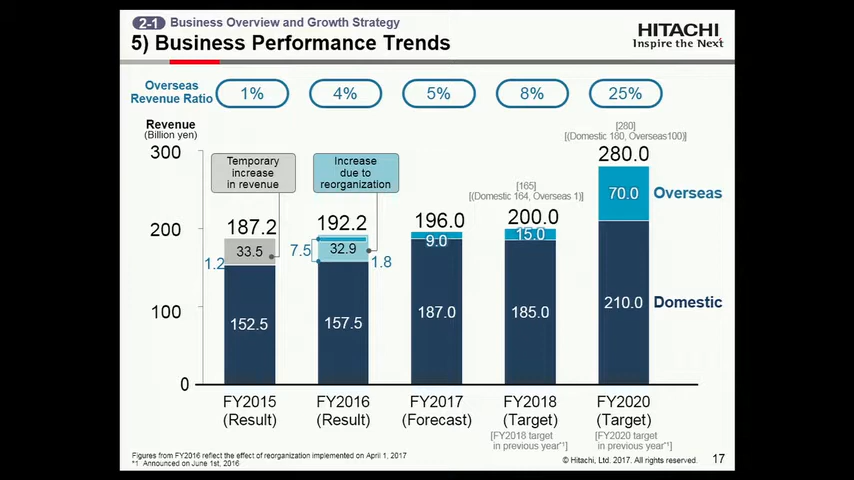 2-1 Business Overview and Growth Strategy
5) Business Performance Trends
HITACHI
Inspire the Next
Overseas
Revenue Ratio
1%
4%
5%
8%
25%
Revenue
(Billion yen)
300
200
100
0
Temporary
increase
in revenue
Increase
due to
reorganization
[165]
[(Domestic 164, Overseas 1)]
[280]
[(Domestic 180, Overseas100)]
187.2
192.2
196.0
200.0
280.0
33.5
1.2
152.5
7.5
32.9
1.8
157.5
9.0
187.0
15.0
185.0
70.0
210.0
Overseas
Domestic
FY2015
(Result)
FY2016
(Result)
FY2017
(Forecast)
FY2018
(Target)
FY2020
(Target)
[FY2018 target
in previous year*1]
[FY2020 target
in previous year*1]
Figures from FY2016 reflect the effect of reorganization implemented on April 1, 2017
*1 Announced on June 1st, 2016
© Hitachi, Ltd. 2017. All rights reserved.
17